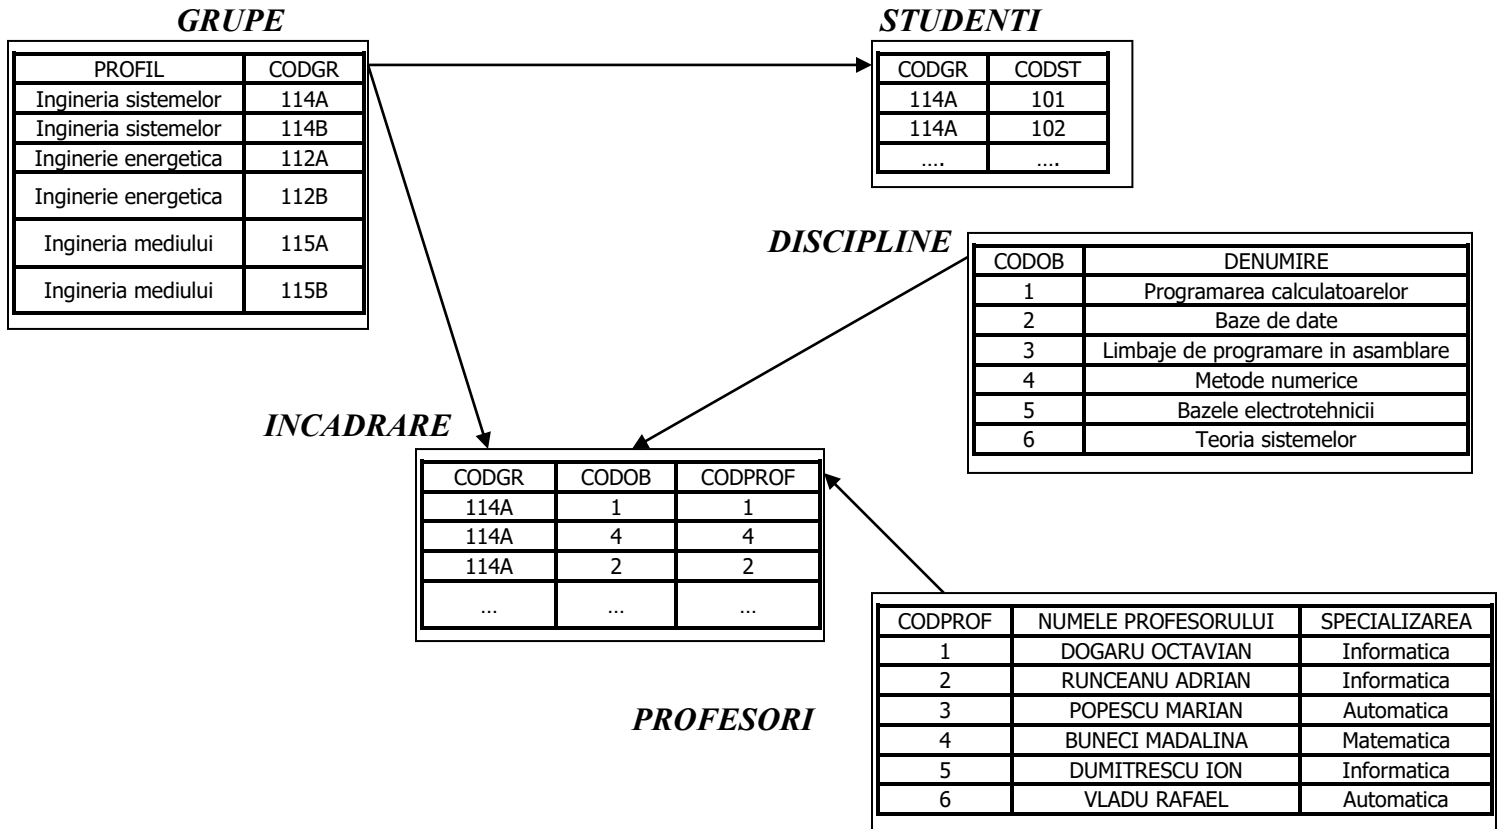 GRUPE
PROFIL CODGR
Ingineria sistemelor 114A
Ingineria sistemelor 114B
Inginerie energetica 112A
Inginerie energetica 112B
Ingineria mediului 115A
Ingineria mediului 115B
STUDENTI
CODGR CODST
114A 101
114A 102
…. ….
DISCIPLINE
CODOB DENUMIRE
1 Programarea calculatoarelor
2 Baze de date
3 Limbaje de programare in asamblare
4 Metode numerice
5 Bazele electrotehnicii
6 Teoria sistemelor
INCADRARE
CODGR CODOB CODPROF
114A 1 1
114A 4 4
114A 2 2
… … …
PROFESORI
CODPROF NUMELE PROFESORULUI SPECIALIZAREA
1 DOGARU OCTAVIAN Informatica
2 RUNCEANU ADRIAN Informatica
3 POPESCU MARIAN Automatica
4 BUNECI MADALINA Matematica
5 DUMITRESCU ION Informatica
6 VLADU RAFAEL Automatica